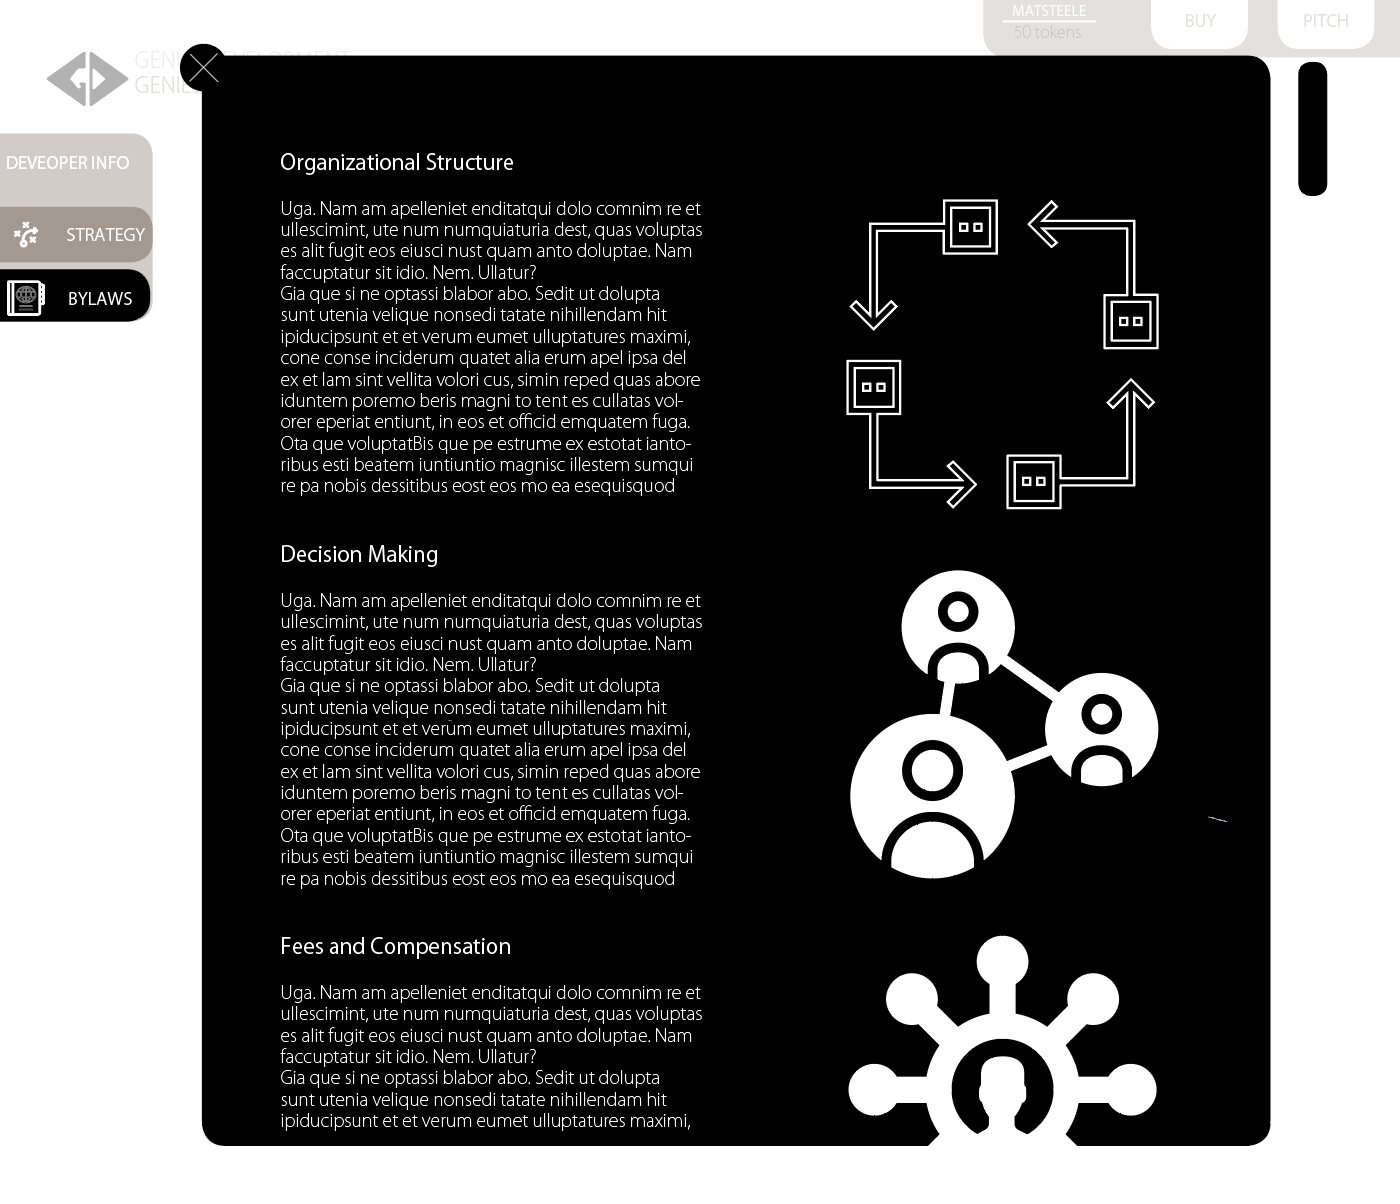 MATSTEELE
50 tokens
BUY
PITCH
GENIE
DEVEOPER INFO
STRATEGY
BYLAWS
Organizational Structure
Uga. Nam am apelleniet enditatqui dolo comnim re et
ullescimint, ute num numquiaturia dest, quas voluptas
es alit fugit eos eiusci nust quam anto doluptae. Nam
faccuptatur sit idio. Nem. Ullatur?
Gia que si ne optassi blabor abo. Sedit ut dolupta
sunt utenia velique nonsedi tatate nihillendam hit
ipiducipsunt et et verum eumet ulluptatures maximi,
cone conse inciderum quatet alia erum apel ipsa del
ex et lam sint vellita volori cus, simin reped quas abore
iduntem poremo beris magni to tent es cullatas vol-
orer eperiat entiunt, in eos et officid emquatem fuga.
Ota que voluptatBis que pe estrume ex estotat ianto-
ribus esti beatem iuntiuntio magnisc illestem sumqui
re pa nobis dessitibus eost eos mo ea esequisquod
Decision Making
Uga. Nam am apelleniet enditatqui dolo comnim re et
ullescimint, ute num numquiaturia dest, quas voluptas
es alit fugit eos eiusci nust quam anto doluptae. Nam
faccuptatur sit idio. Nem. Ullatur?
Gia que si ne optassi blabor abo. Sedit ut dolupta
sunt utenia velique nonsedi tatate nihillendam hit
ipiducipsunt et et verum eumet ulluptatures maximi,
cone conse inciderum quatet alia erum apel ipsa del
ex et lam sint vellita volori cus, simin reped quas abore
iduntem poremo beris magni to tent es cullatas vol-
orer eperiat entiunt, in eos et officid emquatem fuga.
Ota que voluptatBis que pe estrume ex estotat ianto-
ribus esti beatem iuntiuntio magnisc illestem sumqui
re pa nobis dessitibus eost eos mo ea esequisquod
Fees and Compensation
Uga. Nam am apelleniet enditatqui dolo comnim re et
ullescimint, ute num numquiaturia dest, quas voluptas
es alit fugit eos eiusci nust quam anto doluptae. Nam
faccuptatur sit idio. Nem. Ullatur?
Gia que si ne optassi blabor abo. Sedit ut dolupta
sunt utenia velique nonsedi tatate nihillendam hit
ipiducipsunt et et verum eumet ulluptatures maximi,